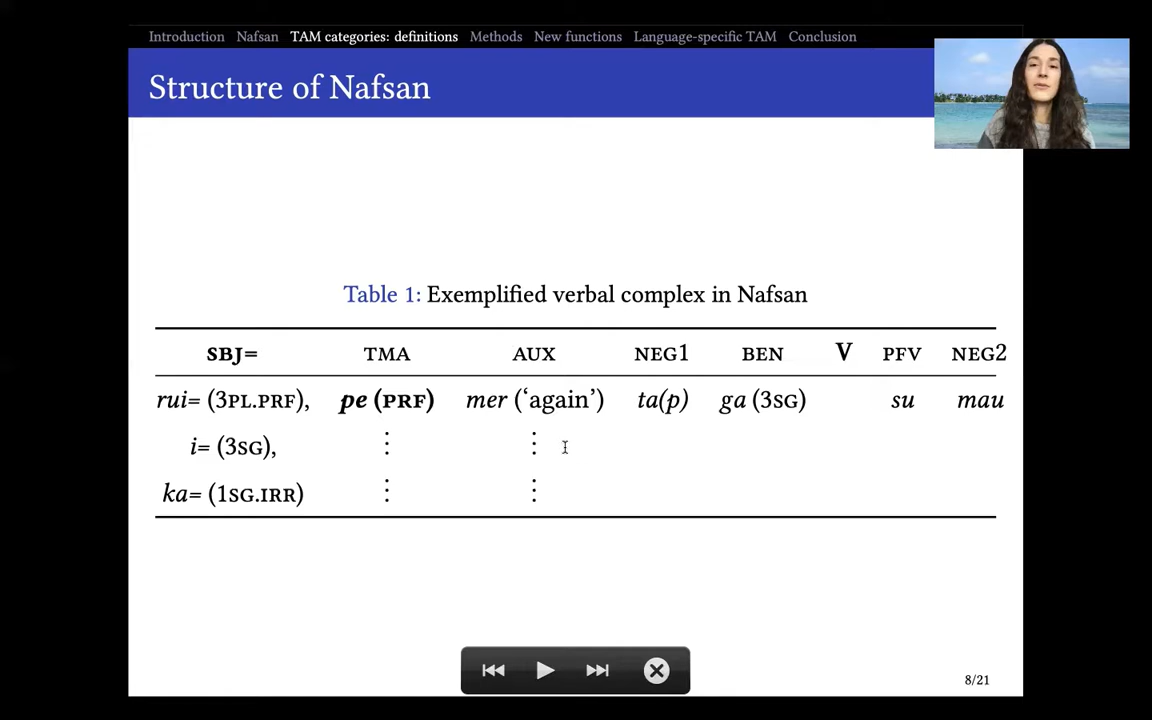 Introduction Nafsan TAM categories: definitions Methods New functions Language-specific TAM Conclusion
Structure of Nafsan
Table 1: Exemplified verbal complex in Nafsan
SBJ= TMA AUX NEG1 BEN V PFV NEG2
rui= (3PL.PRF), pe (PRF) mer (‘again’) ta(p) ga (3SG) su mau
i= (3SG), ⋮ ⋮
ka= (1SG.IRR) ⋮ ⋮
8/21